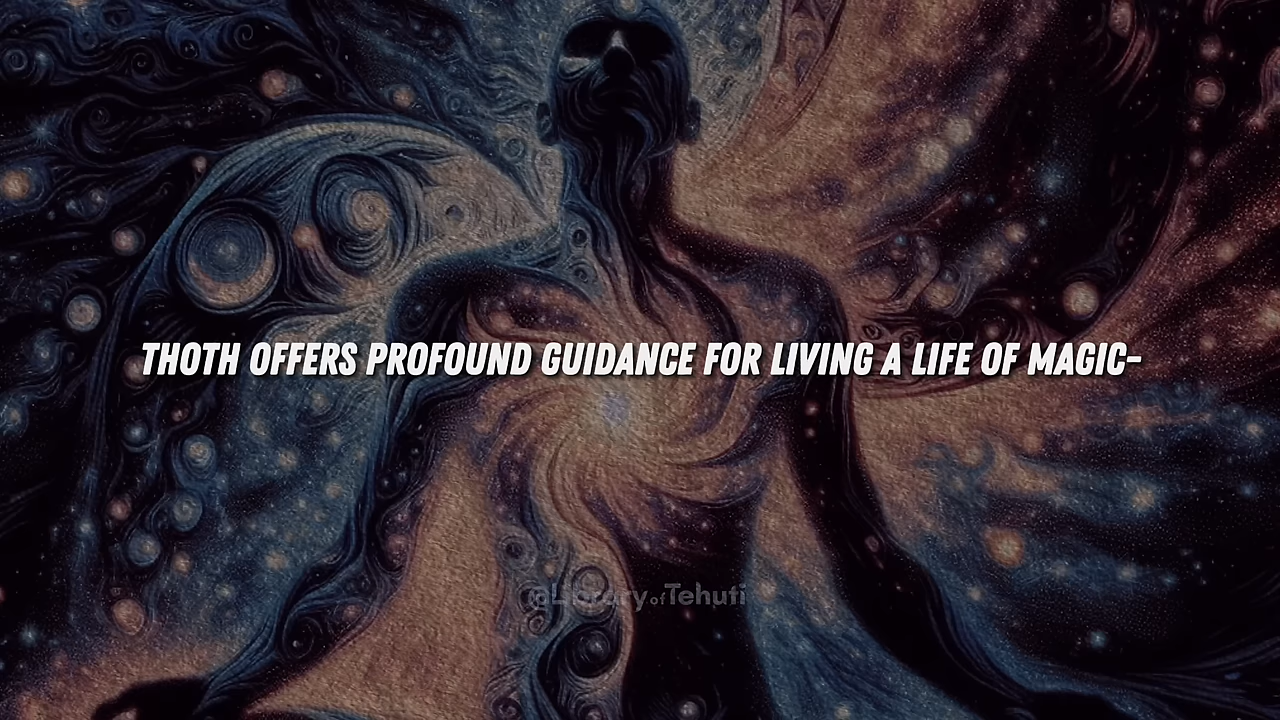 THOTH OFFERS PROFOUND GUIDANCE FOR LIVING A LIFE OF MAGIC–
@LibraryofTehuti